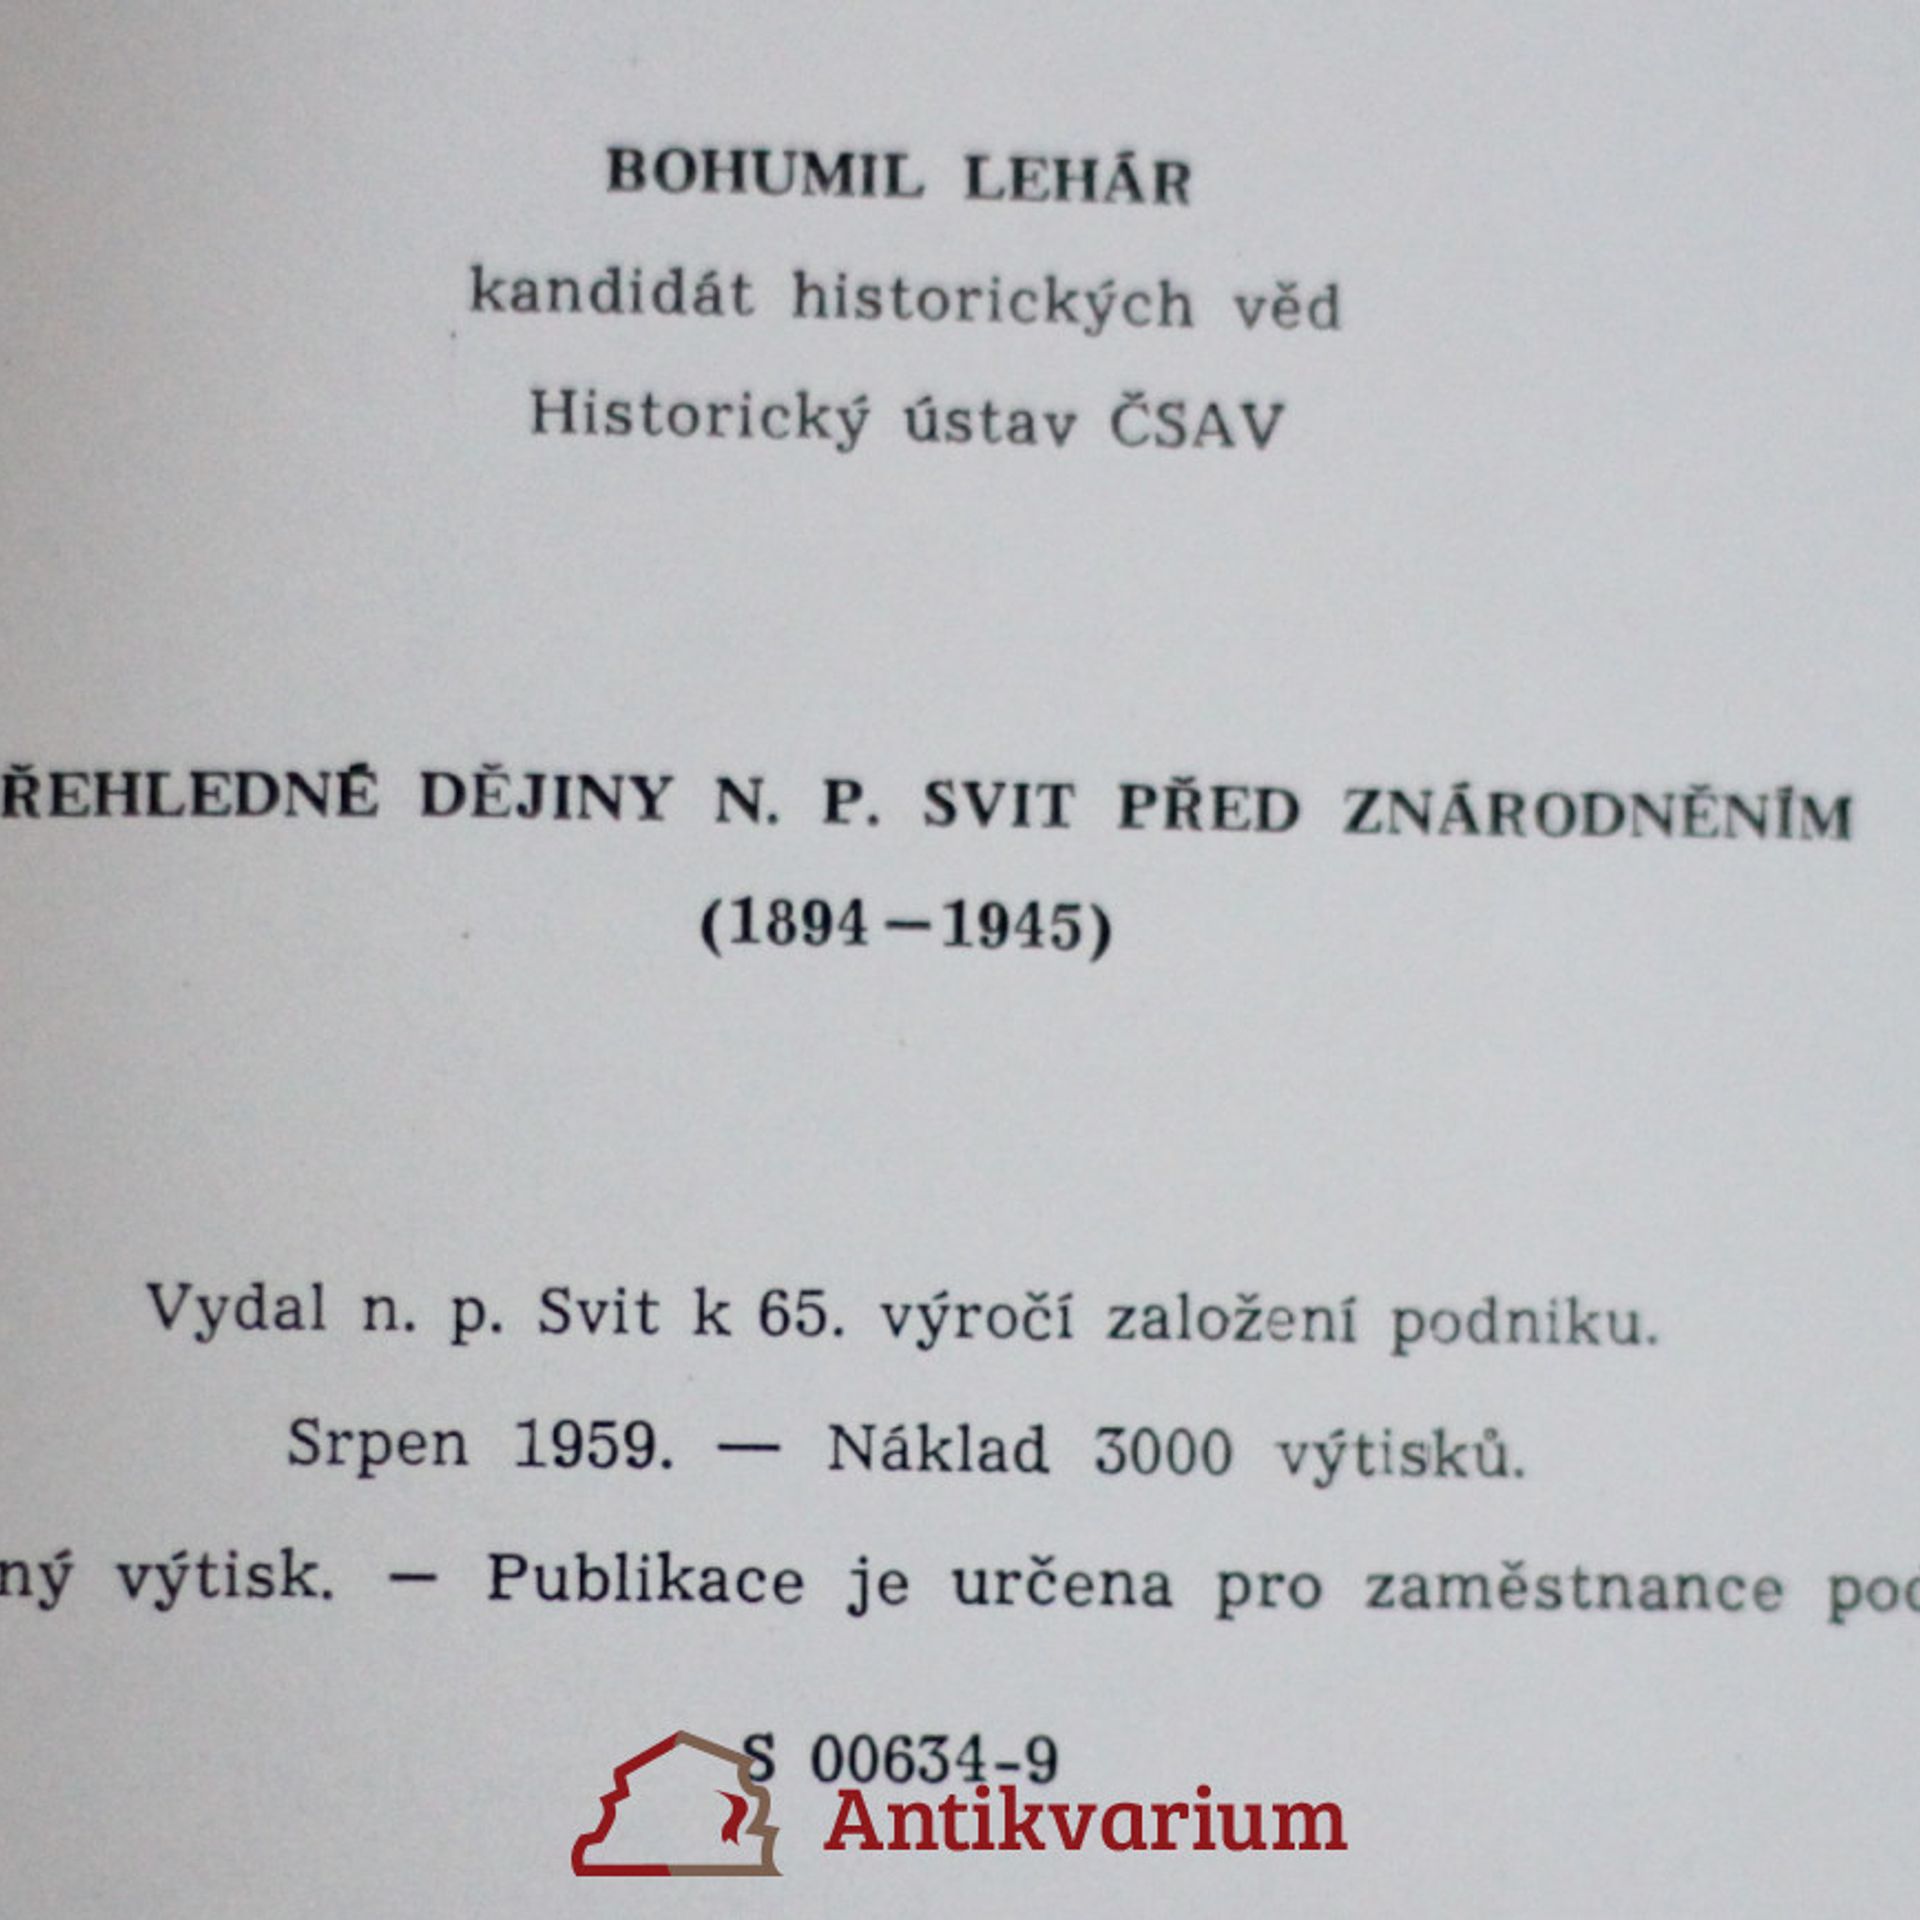 BOHUMIL LEHÁR
kandidát historických věd
Historický ústav ČSAV
ŘEHLEDNÉ DĚJINY N. P. SVIT PŘED ZNÁRODNĚNÍM
(1894—1945)
Vydal n. p. Svit k 65. výročí založení podniku.
Srpen 1959. — Náklad 3000 výtisků.
ný výtisk. — Publikace je určena pro zaměstnance pod
S 00634-9
Antikvarium